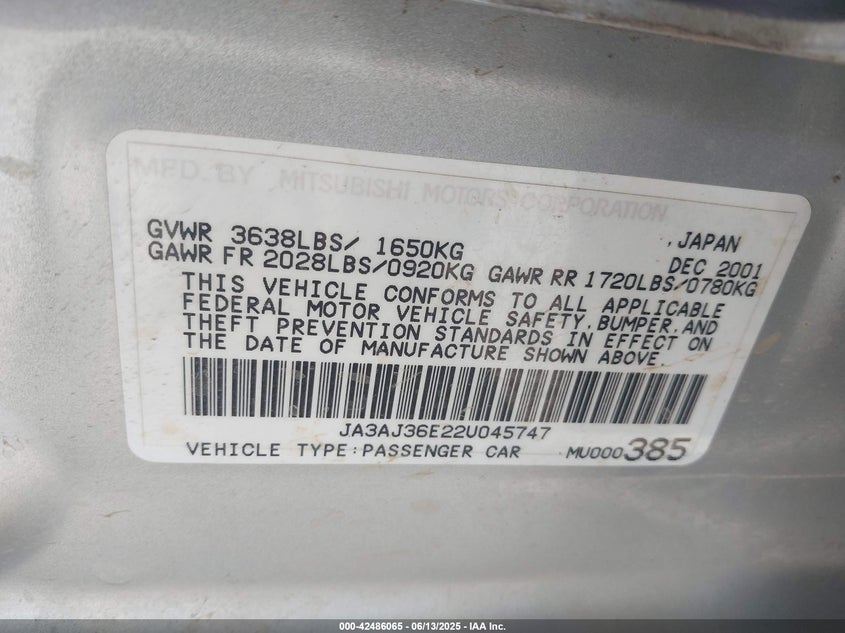 MFD. BY MITSUBISHI MOTORS CORPORATION
GVWR 3638LBS/ 1650KG , JAPAN
GAWR FR 2028LBS/0920KG GAWR RR 1720LBS/0780KG DEC 2001
THIS VEHICLE CONFORMS TO ALL APPLICABLE
FEDERAL MOTOR VEHICLE SAFETY, BUMPER, AND
THEFT PREVENTION STANDARDS IN EFFECT ON
THE DATE OF MANUFACTURE SHOWN ABOVE.
JA3AJ36E22U045747
VEHICLE TYPE:PASSENGER CAR MU000385
000-42486065 - 06/13/2025 - IAA Inc.